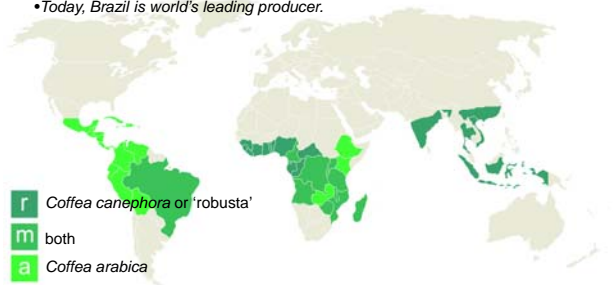 •Today, Brazil is world's leading producer.
r Coffea canephora or ‘robusta’
m both
a Coffea arabica